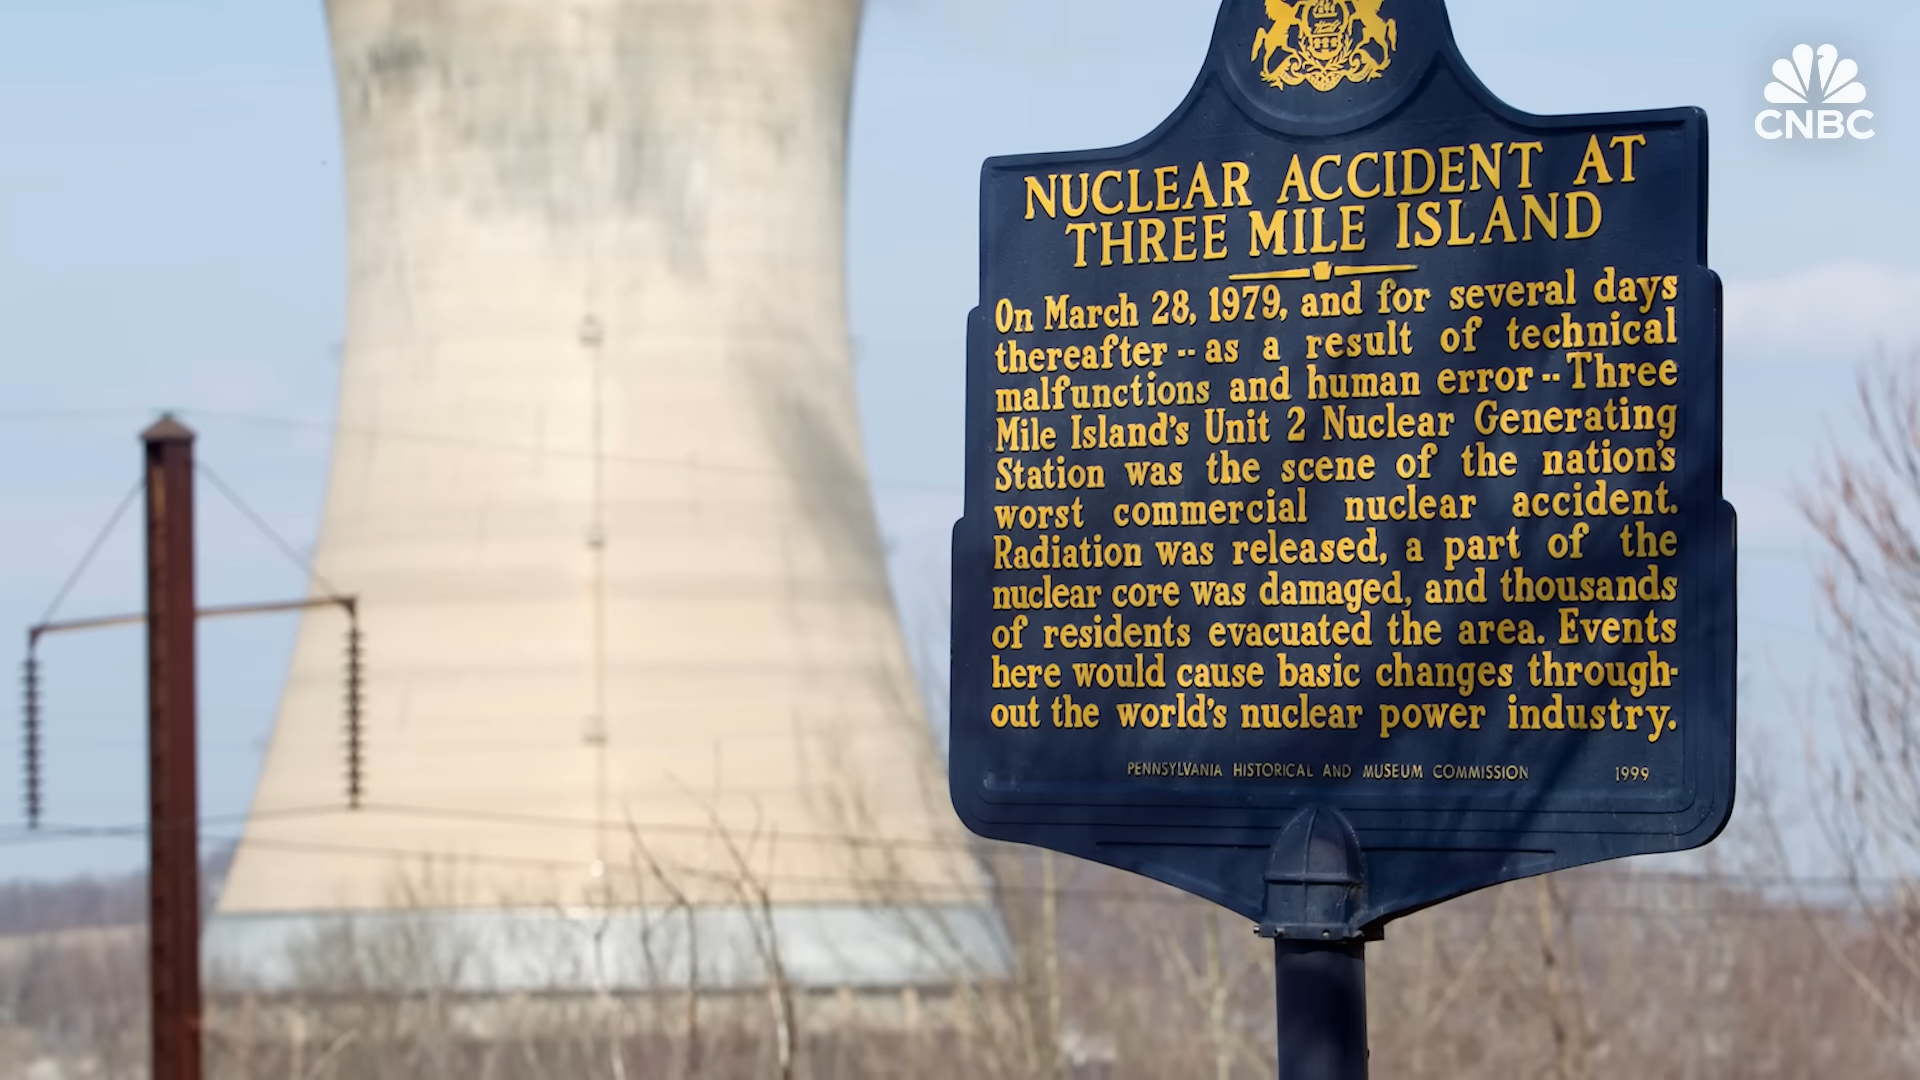 CNBC
NUCLEAR ACCIDENT AT
THREE MILE ISLAND
On March 28, 1979, and for several days
thereafter -- as a result of technical
malfunctions and human error -- Three
Mile Island's Unit 2 Nuclear Generating
Station was the scene of the nation's
worst commercial nuclear accident.
Radiation was released, a part of the
nuclear core was damaged, and thousands
of residents evacuated the area. Events
here would cause basic changes through-
out the world's nuclear power industry.
PENNSYLVANIA HISTORICAL AND MUSEUM COMMISSION 1999